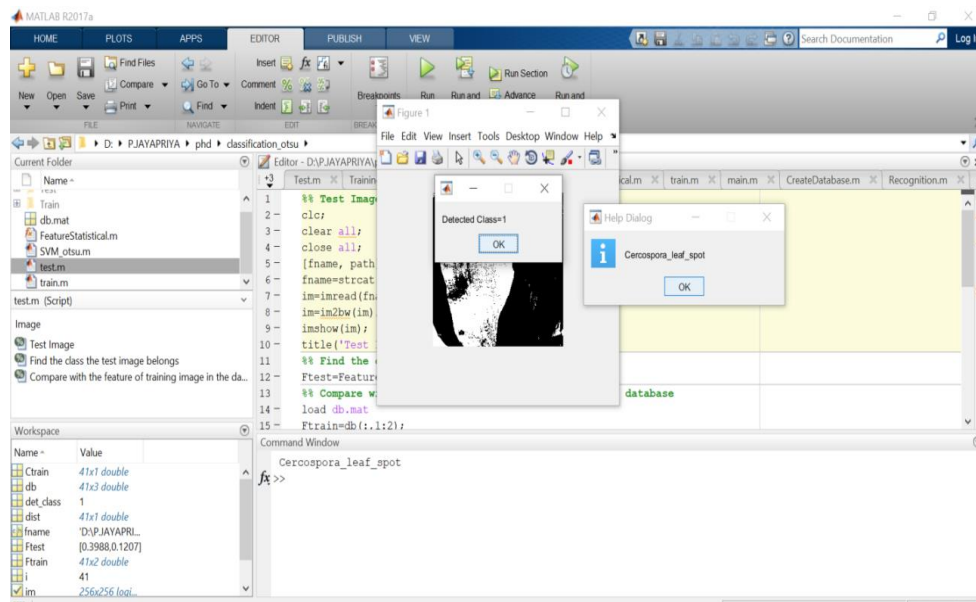 MATLAB R2017a
HOME PLOTS APPS EDITOR PUBLISH VIEW Search Documentation Log I
New Open Save Find Files Compare Print Go To Find Insert fx Comment Indent Breakpoints Run Run and Advance Run Section Run and
FILE NAVIGATE EDIT BREAK
D: P.JAYAPRIYA phd classification_otsu
Current Folder
Name
Train
db.mat
FeatureStatistical.m
SVM_otsu.m
test.m
train.m
test.m (Script)
Image
Test Image
Find the class the test image belongs
Compare with the feature of training image in the da...
Workspace
Name Value
Ctrain 41x1 double
db 41x3 double
det_class 1
dist 41x1 double
fname 'D:\P.JAYAPRI...
Ftest [0.3988,0.1207]
Ftrain 41x2 double
i 41
im 256x256 logi...
Editor - D:\P.JAYAPRIYA\
+3 Test.m Trainin ical.m train.m main.m CreateDatabase.m Recognition.m
1 %% Test Imag
2 - clc;
3 - clear all;
4 - close all;
5 - [fname, path
6 - fname=strcat
7 - im=imread(fn
8 - im=im2bw(im)
9 - imshow(im);
10 - title('Test
11 %% Find the
12 - Ftest=Featur
13 %% Compare w database
14 - load db.mat
15 - Ftrain=db(:,1:2);
Figure 1
File Edit View Insert Tools Desktop Window Help
Detected Class=1
OK
Help Dialog
Cercospora_leaf_spot
OK
Command Window
Cercospora_leaf_spot
fx >>